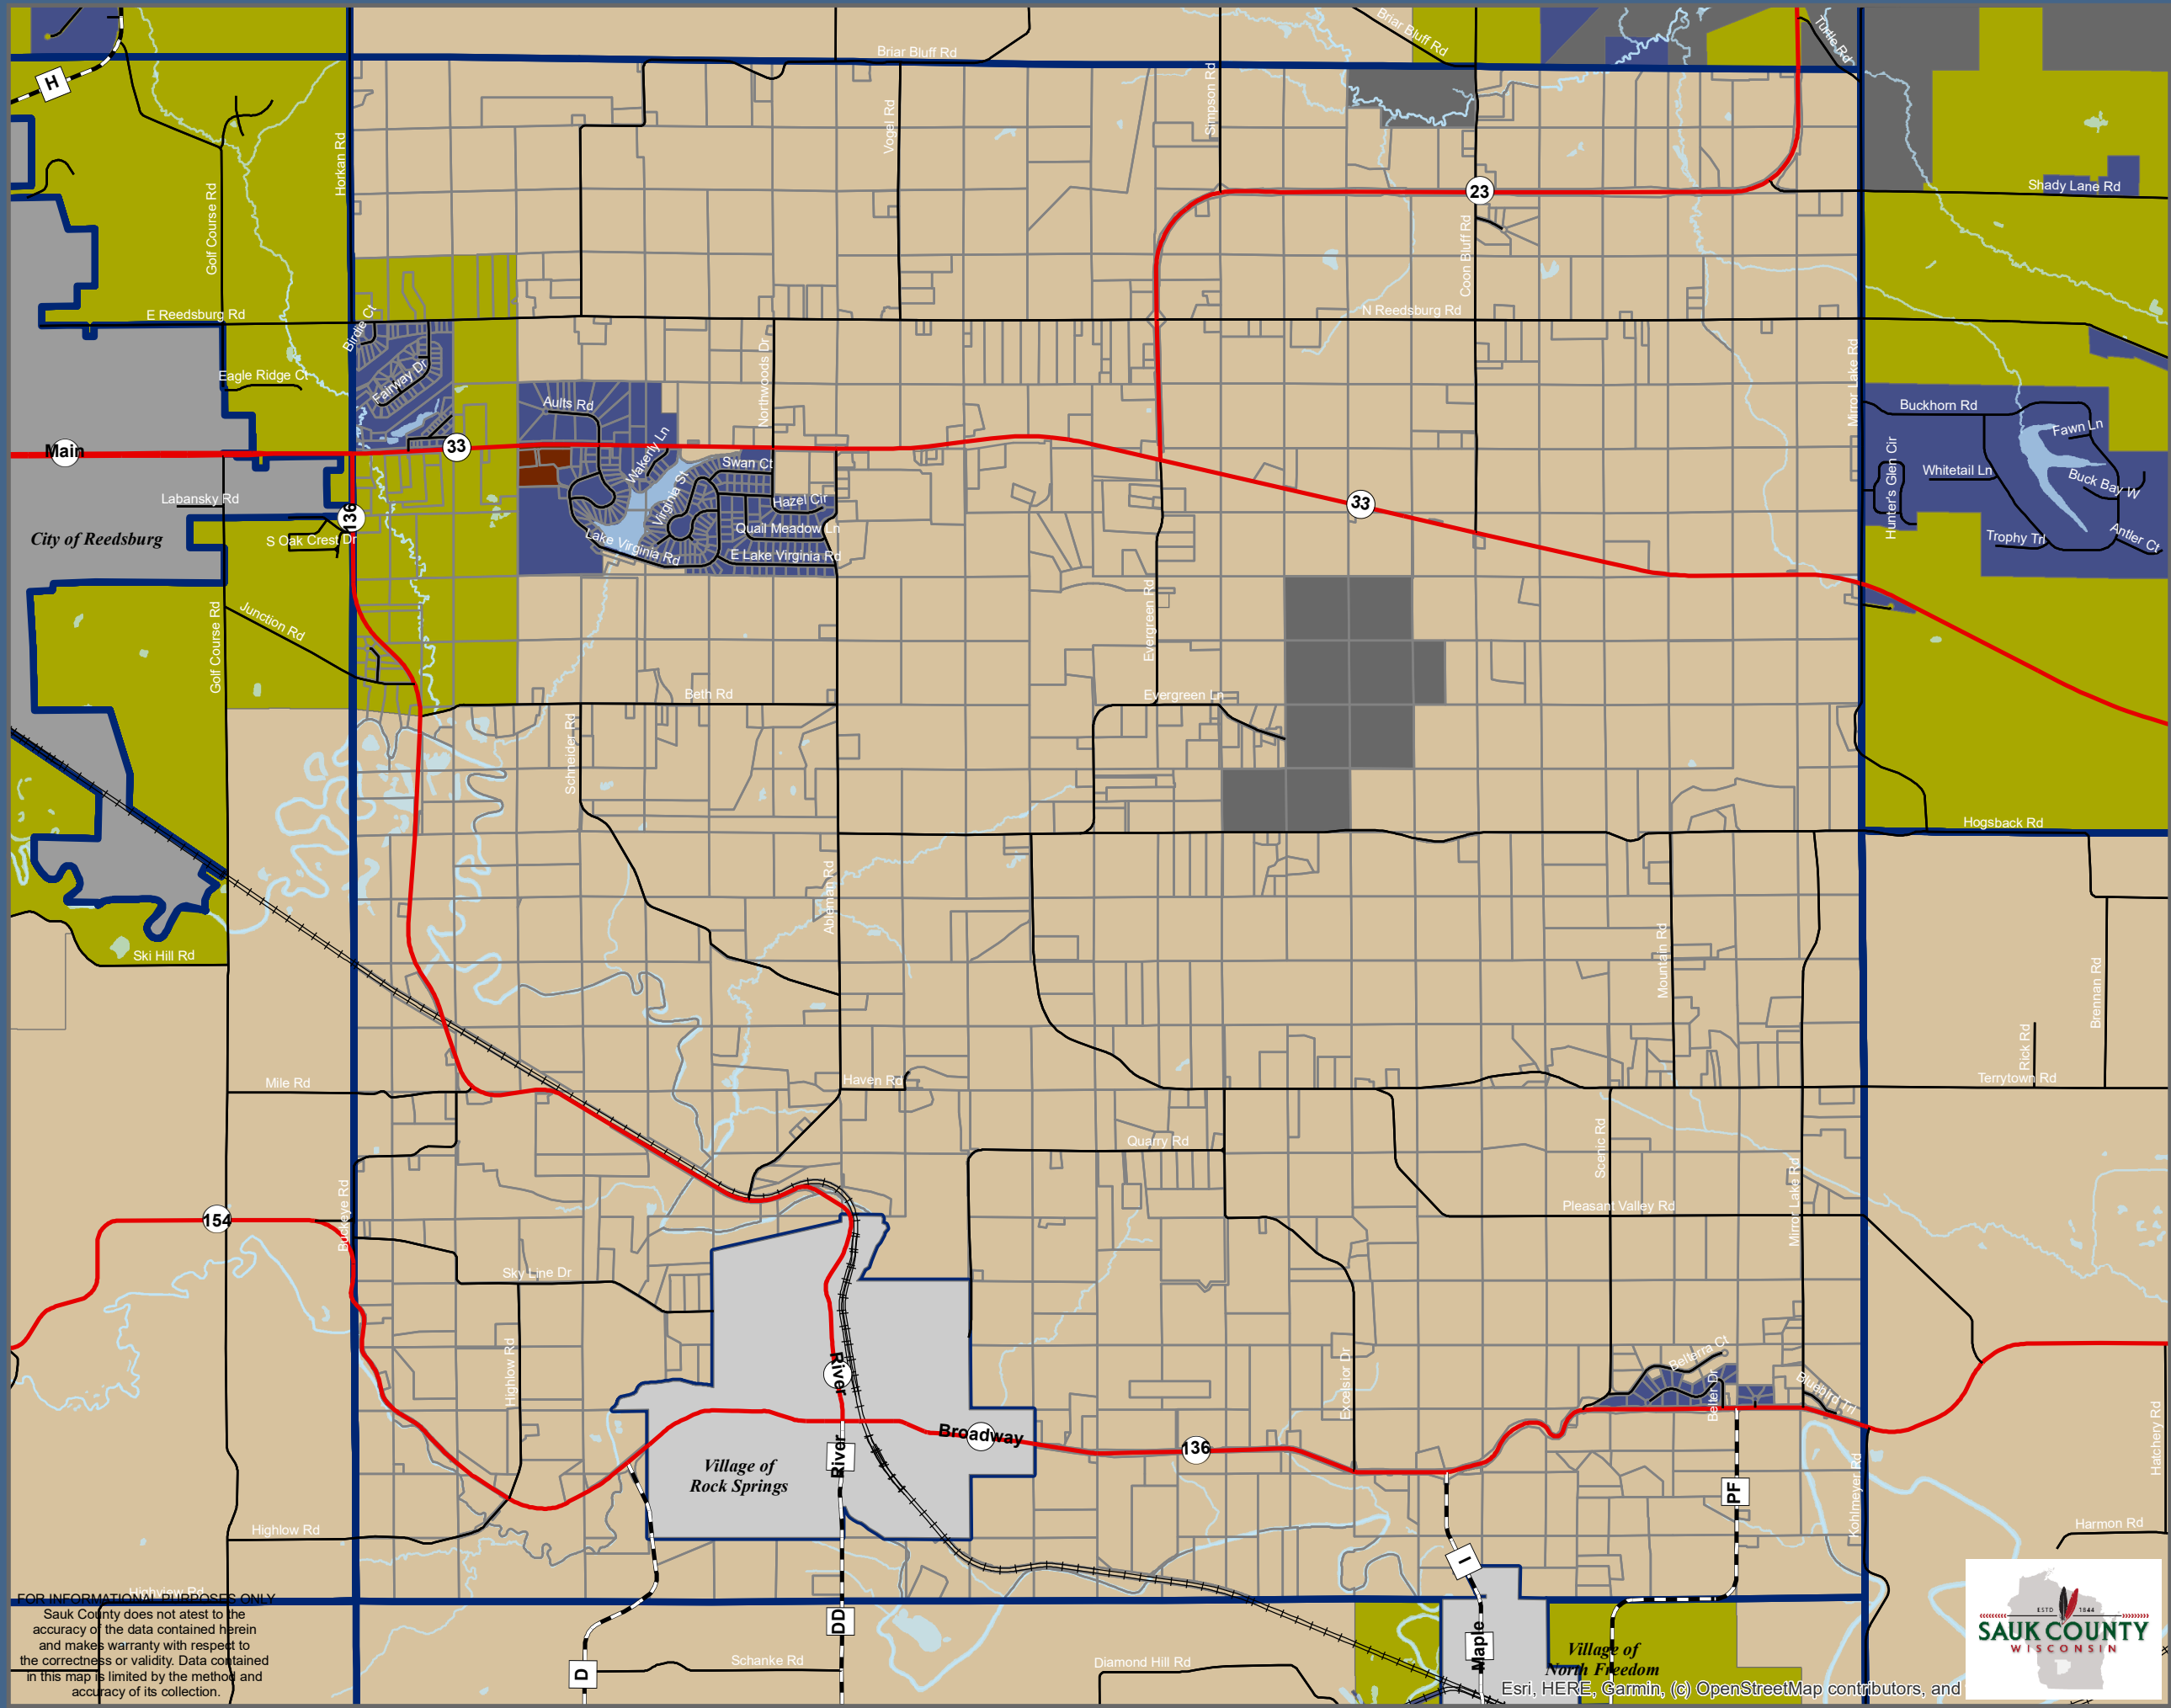 Briar Bluff Rd
Briar Bluff Rd
Turtle Rd
H
Horkan Rd
Vogel Rd
Simpson Rd
Golf Course Rd
23
Shady Lane Rd
Coon Bluff Rd
E Reedsburg Rd
N Reedsburg Rd
Birdie Ct
Fairway Dr
Eagle Ridge Ct
Northwoods Dr
Mirror Lake Rd
Aults Rd
Buckhorn Rd
Fawn Ln
Main
33
Wakerly Ln
Swan Ct
Hunter's Glen Cir
Whitetail Ln
Buck Bay W
Labansky Rd
136
Virginia St
Hazel Cir
33
Quail Meadow Ln
City of Reedsburg
S Oak Crest Dr
Lake Virginia Rd
E Lake Virginia Rd
Trophy Trl
Antler Ct
Junction Rd
Golf Course Rd
Evergreen Rd
Beth Rd
Evergreen Ln
Schneider Rd
Hogsback Rd
Ableman Rd
Ski Hill Rd
Mountain Rd
Brennan Rd
Rick Rd
Mile Rd
Haven Rd
Terrytown Rd
Quarry Rd
Scenic Rd
Mirror Lake Rd
Pleasant Valley Rd
154
Buckeye Rd
Sky Line Dr
Highlow Rd
River
Excelsior Dr
Belterra Ct
Belter Dr
Bluebird Trl
Hatchery Rd
Broadway
136
River
Village of
Rock Springs
PF
Kohlmeyer Rd
Highlow Rd
Harmon Rd
I
Highview Rd
FOR INFORMATIONAL PURPOSES ONLY
Sauk County does not atest to the
accuracy of the data contained herein
and makes warranty with respect to
the correctness or validity. Data contained
in this map is limited by the method and
accuracy of its collection.
DD
D
Schanke Rd
Diamond Hill Rd
Maple
Village of
North Freedom
ESTD 1844
SAUK COUNTY
WISCONSIN
Esri, HERE, Garmin, (c) OpenStreetMap contributors, and